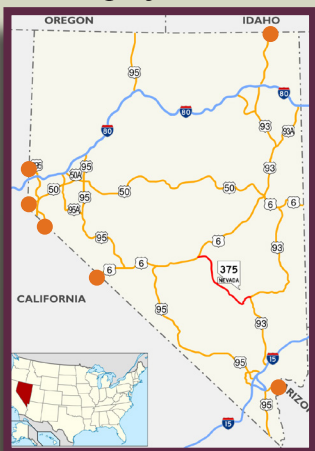 OREGON IDAHO
95
80
80
80
93 93A
95 95
50A
50 50 50 6
95A 95 93
6
95 93
6 6 375
NEVADA
CALIFORNIA
95 93
15
ARIZO
15 95